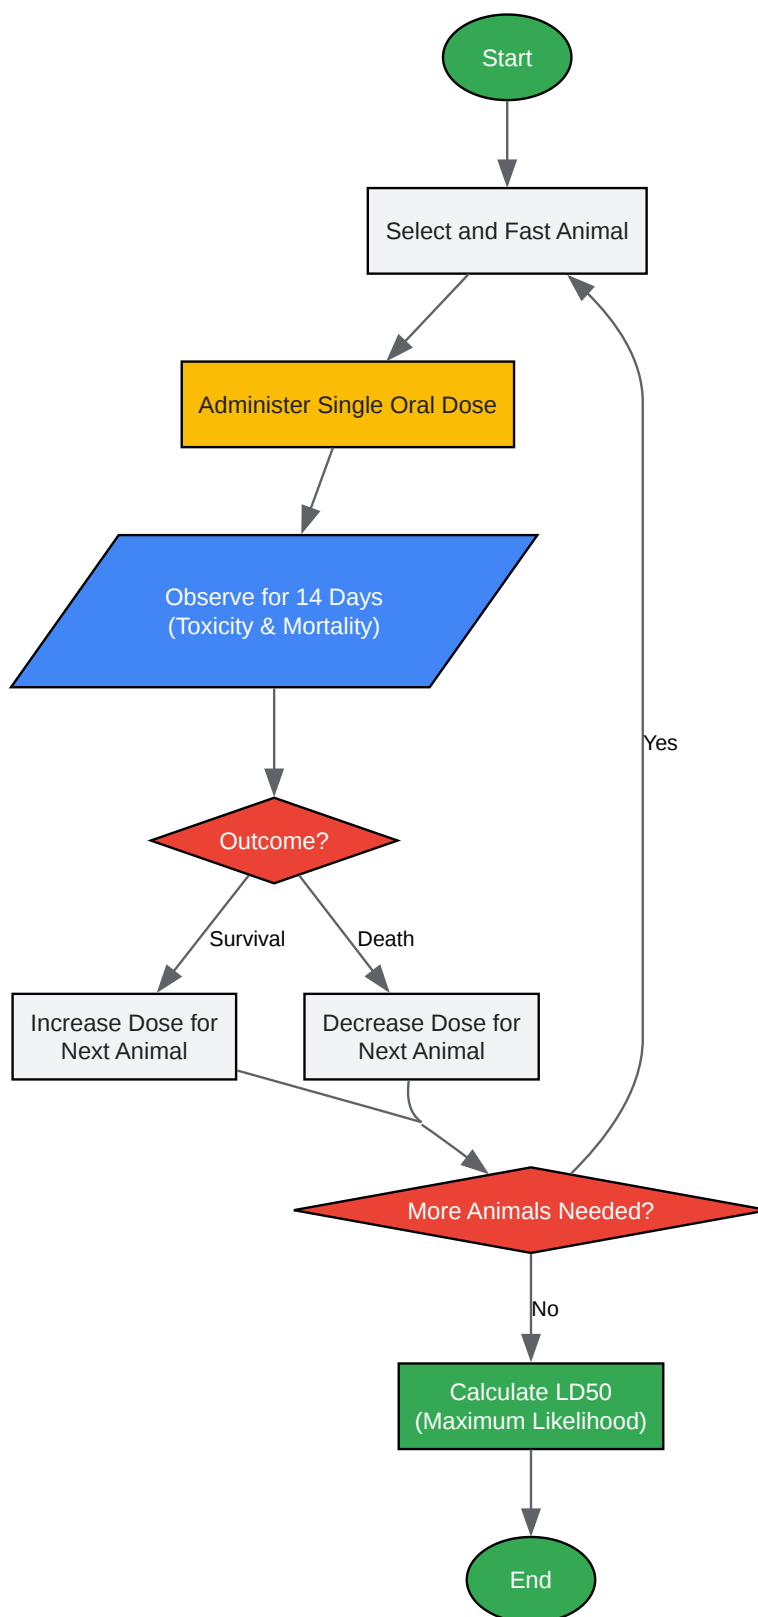 Start
Select and Fast Animal
Administer Single Oral Dose
Observe for 14 Days
(Toxicity & Mortality)
Outcome?
Survival
Death
Increase Dose for
Next Animal
Decrease Dose for
Next Animal
Yes
More Animals Needed?
No
Calculate LD50
(Maximum Likelihood)
End